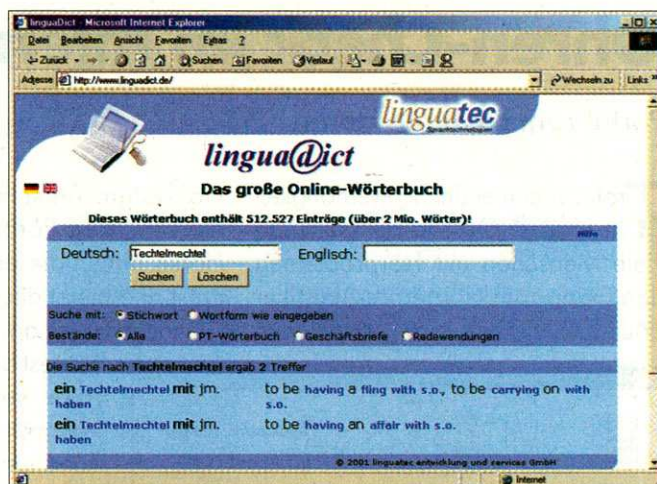 linguaDict - Microsoft Internet Explorer
Datei Bearbeiten Ansicht Favoriten Extras ?
Zurück Suchen Favoriten Verlauf
Adresse http://www.linguadict.de/ Wechseln zu Links »
linguatec
Sprachtechnologien
lingua@dict
Das große Online-Wörterbuch
Dieses Wörterbuch enthält 512.527 Einträge (über 2 Mio. Wörter)!
Hilfe
Deutsch: Techtelmechtel Englisch:
Suchen Löschen
Suche mit: Stichwort Wortform wie eingegeben
Bestände: Alle PT-Wörterbuch Geschäftsbriefe Redewendungen
Die Suche nach Techtelmechtel ergab 2 Treffer
ein Techtelmechtel mit jm. to be having a fling with s.o., to be carrying on with
haben s.o.
ein Techtelmechtel mit jm. to be having an affair with s.o.
haben
© 2001 linguatec entwicklung und services GmbH
Internet